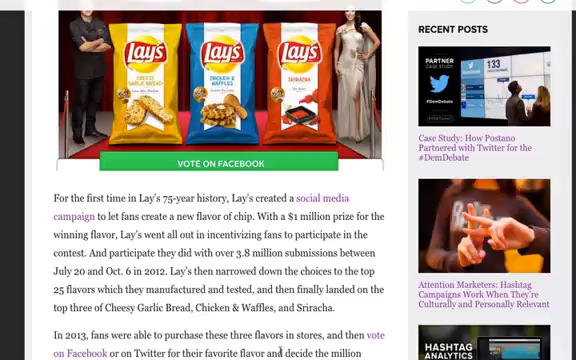 Lay's
Lay's
Lay's
CHEESY
GARLIC BREAD
CHICKEN &
WAFFLES
SRIRACHA
VOTE ON FACEBOOK
For the first time in Lay's 75-year history, Lay's created a social media
campaign to let fans create a new flavor of chip. With a $1 million prize for the
winning flavor, Lay's went all out in incentivizing fans to participate in the
contest. And participate they did with over 3.8 million submissions between
July 20 and Oct. 6 in 2012. Lay's then narrowed down the choices to the top
25 flavors which they manufactured and tested, and then finally landed on the
top three of Cheesy Garlic Bread, Chicken & Waffles, and Sriracha.
In 2013, fans were able to purchase these three flavors in stores, and then vote
on Facebook or on Twitter for their favorite flavor and decide the million
RECENT POSTS
PARTNER
CASE STUDY:
#DemDebate
133
Case Study: How Postano
Partnered with Twitter for the
#DemDebate
Attention Marketers: Hashtag
Campaigns Work When They're
Culturally and Personally Relevant
HASHTAG
ANALYTICS